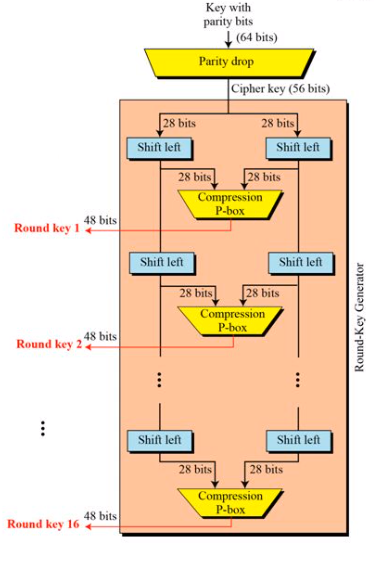 Key with
parity bits
(64 bits)
Parity drop
Cipher key (56 bits)
28 bits 28 bits
Shift left Shift left
28 bits 28 bits
Compression
P-box
48 bits
Round key 1
Shift left Shift left
28 bits 28 bits
Compression
P-box
48 bits
Round key 2
Round-Key Generator
Shift left Shift left
28 bits 28 bits
Compression
P-box
48 bits
Round key 16